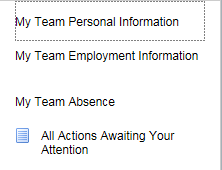 My Team Personal Information
My Team Employment Information
My Team Absence
All Actions Awaiting Your
Attention